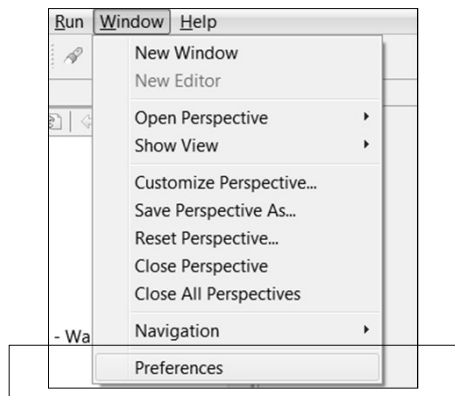 Run Window Help
New Window
New Editor
Open Perspective
Show View
Customize Perspective...
Save Perspective As...
Reset Perspective...
Close Perspective
Close All Perspectives
Navigation
- Wa
Preferences